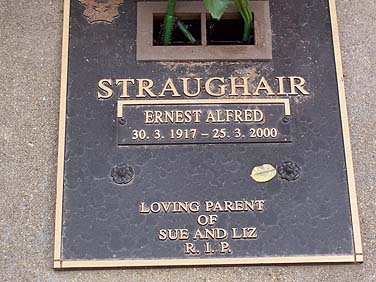 STRAUGHAIR
ERNEST ALFRED
30. 3. 1917 – 25. 3. 2000
LOVING PARENT
OF
SUE AND LIZ
R. I. P.